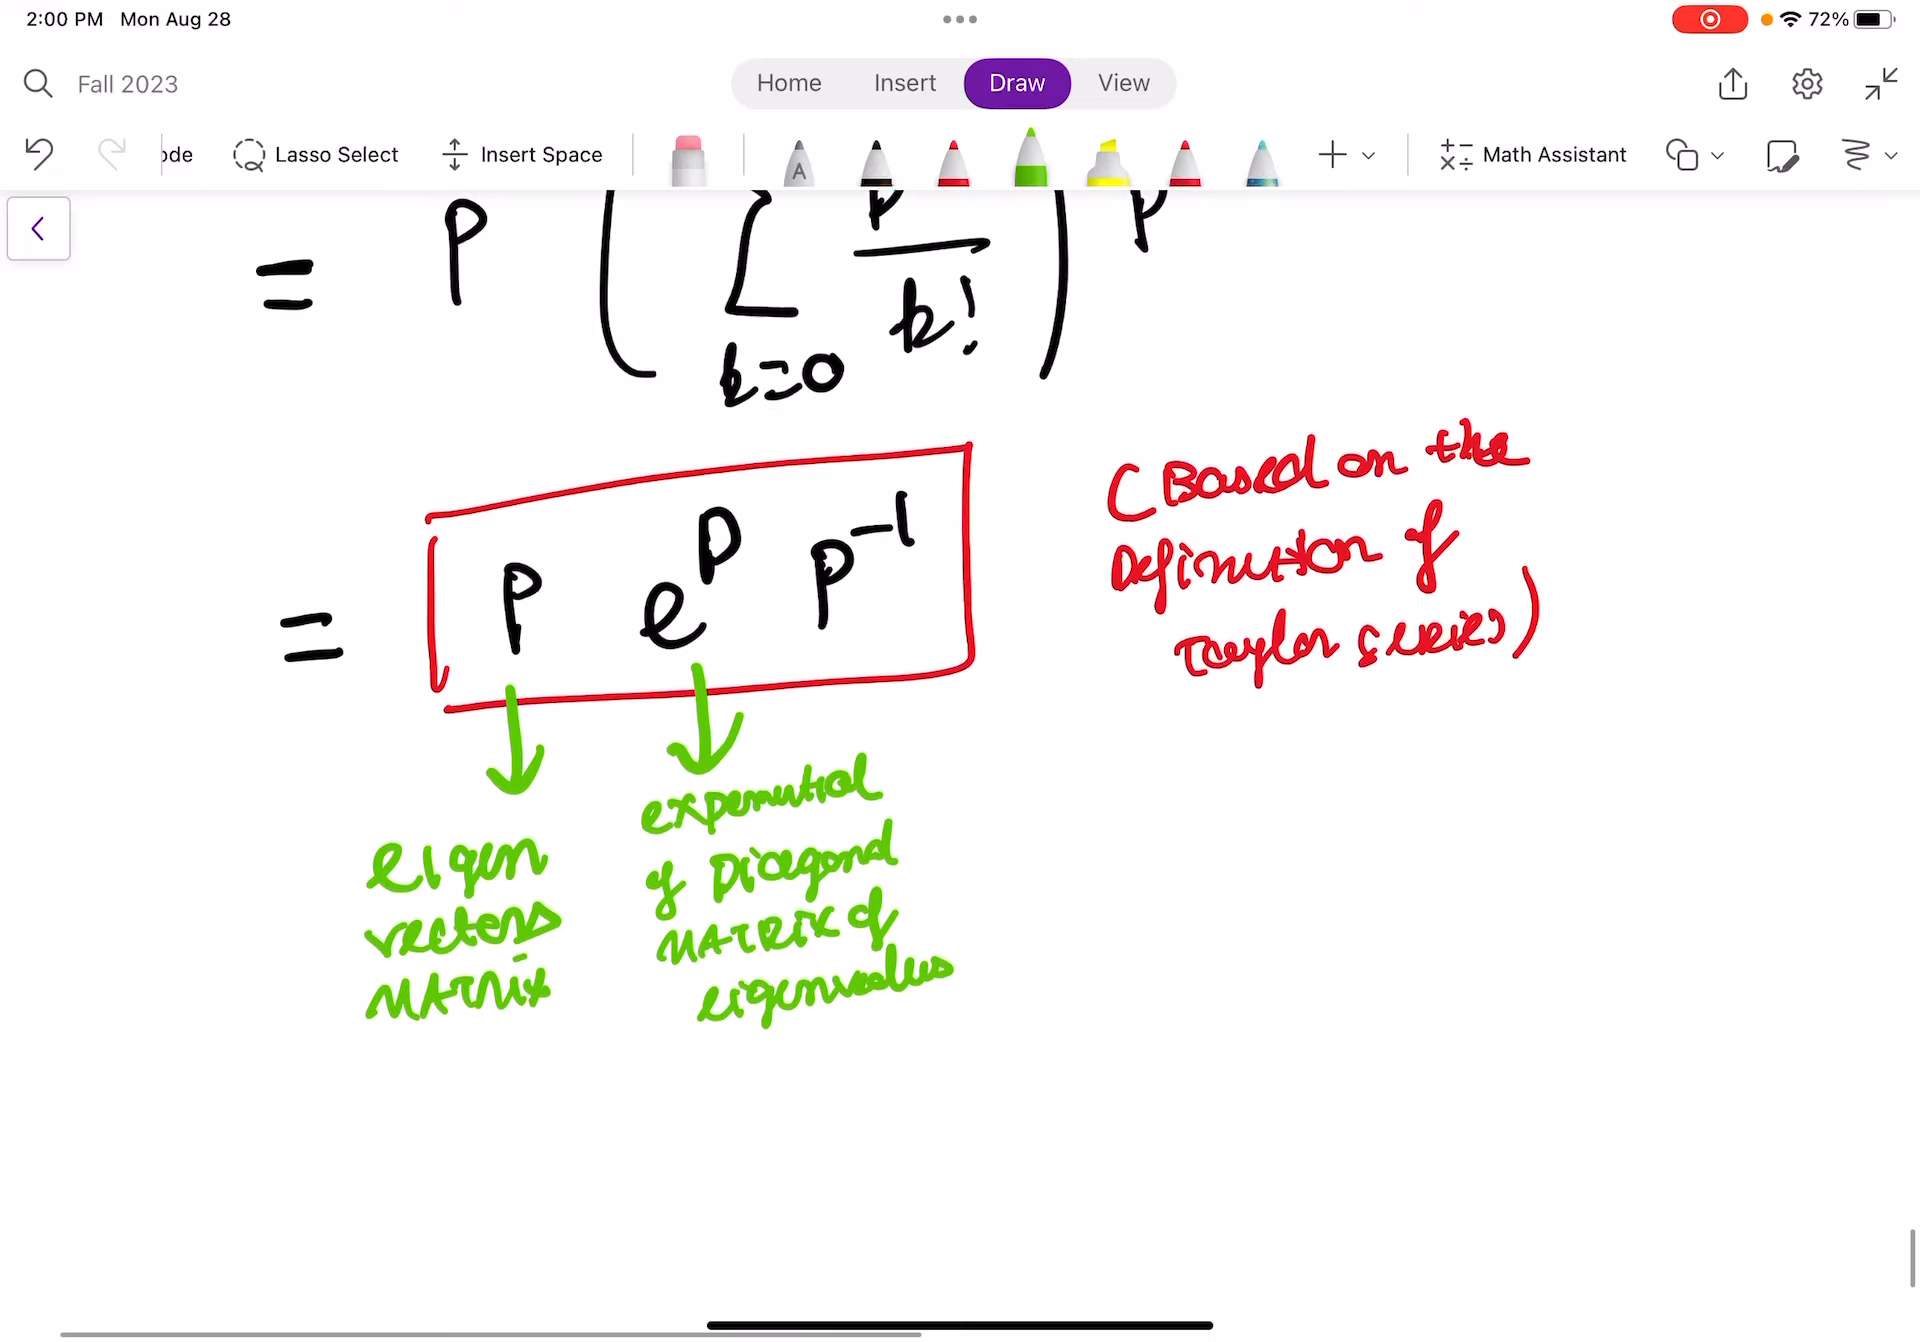 2:00 PM Mon Aug 28
72%
Fall 2023
Home Insert Draw View
ode Lasso Select Insert Space A Math Assistant
= P ( Σ / k! ) P
k=0
= P e^D P^-1
(Based on the
Definition of
Taylor series)
eigen
vectors
MATRIX
exponential
of Diagonal
MATRIX of
eigenvalues